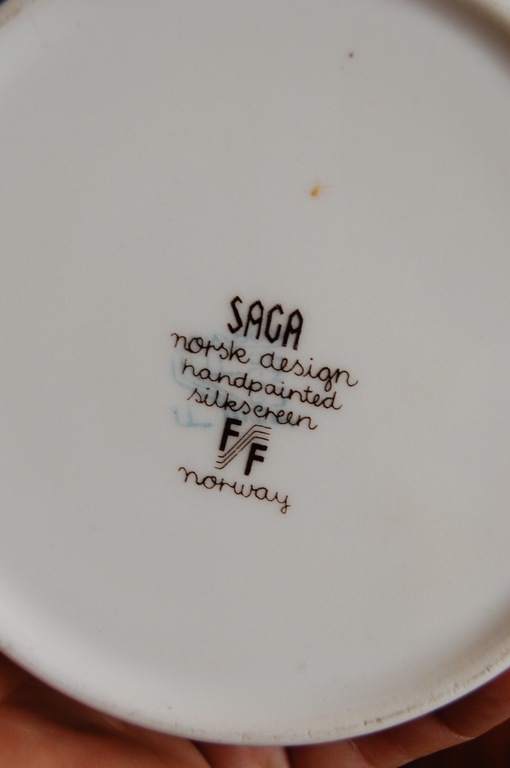 SAGA
norsk design
handpainted
silkscreen
F
F
norway